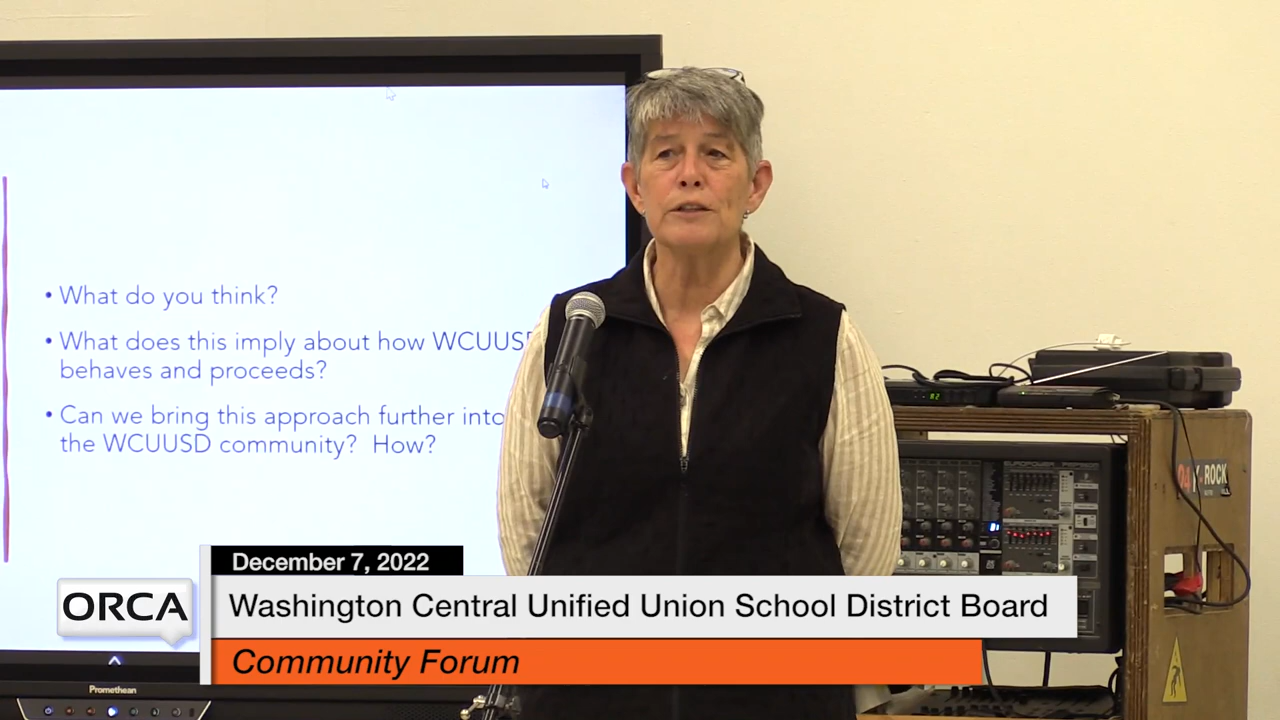 • What do you think?
• What does this imply about how WCUUSD
behaves and proceeds?
• Can we bring this approach further into
the WCUUSD community? How?
EUROPOWER
ROCK
December 7, 2022
ORCA
Washington Central Unified Union School District Board
Community Forum
Promethean